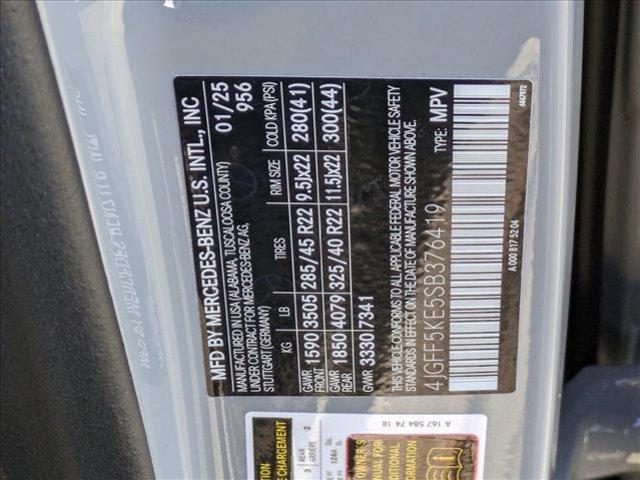 MFD BY MERCEDES-BENZ U.S. INTL., INC
MANUFACTURED IN USA (ALABAMA, TUSCALOOSA COUNTY) 01/25
UNDER CONTRACT FOR MERCEDES-BENZ AG,
STUTTGART (GERMANY) 956
KG LB TIRES RIM SIZE COLD KPA (PSI)
GAWR FRONT 1590 3505 285/45 R22 9.5Jx22 280(41)
GAWR REAR 1850 4079 325/40 R22 11.5Jx22 300(44)
GVWR 3330 7341
THIS VEHICLE CONFORMS TO ALL APPLICABLE FEDERAL MOTOR VEHICLE SAFETY
STANDARDS IN EFFECT ON THE DATE OF MANUFACTURE SHOWN ABOVE.
4JGFF5KE5SB376419 TYPE: MPV
A 000 817 52 04
A 167 584 74 18